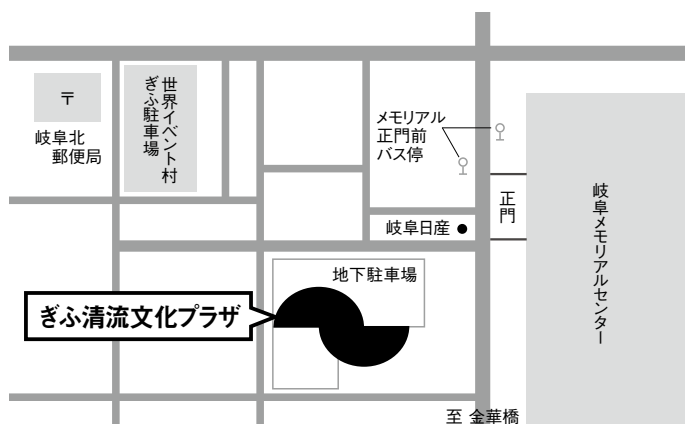 〒
岐阜北
郵便局
世界イベント村
ぎふ駐車場
メモリアル
正門前
バス停
正門
岐阜日産
岐阜メモリアルセンター
地下駐車場
ぎふ清流文化プラザ
至 金華橋